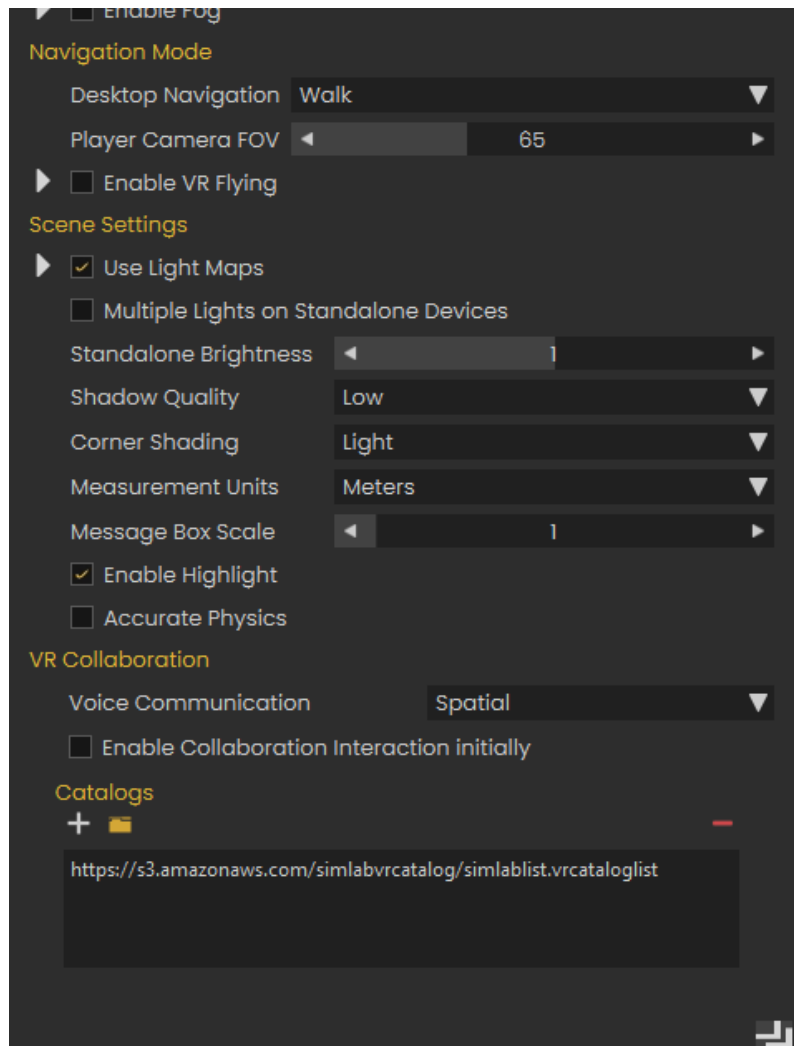 Enable Fog
Navigation Mode
Desktop Navigation Walk
Player Camera FOV 65
Enable VR Flying
Scene Settings
Use Light Maps
Multiple Lights on Standalone Devices
Standalone Brightness 1
Shadow Quality Low
Corner Shading Light
Measurement Units Meters
Message Box Scale 1
Enable Highlight
Accurate Physics
VR Collaboration
Voice Communication Spatial
Enable Collaboration Interaction initially
Catalogs
https://s3.amazonaws.com/simlabvrcatalog/simlablist.vrcataloglist